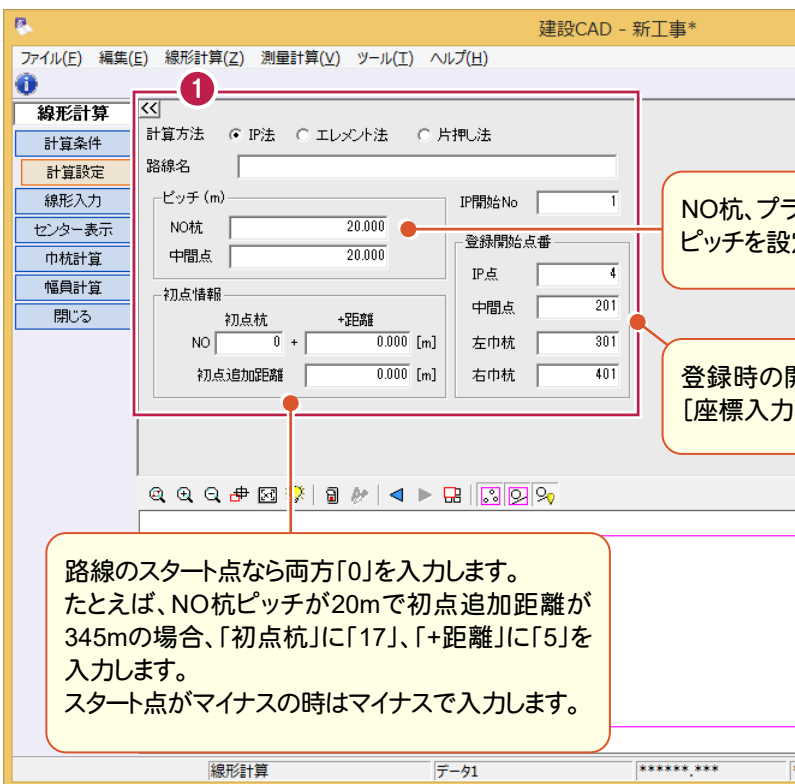 建設CAD - 新工事*
ファイル(F) 編集(E) 線形計算(Z) 測量計算(V) ツール(T) ヘルプ(H)
線形計算
計算条件
計算設定
線形入力
センター表示
巾杭計算
幅員計算
閉じる
1
<<
計算方法 IP法 エレメント法 片押し法
路線名
ピッチ (m)
NO杭 20.000
中間点 20.000
IP開始No 1
登録開始点番
IP点 4
中間点 201
左巾杭 301
右巾杭 401
初点情報
初点杭 +距離
NO 0 + 0.000 [m]
初点追加距離 0.000 [m]
NO杭、プラ
ピッチを設
登録時の開
[座標入力
路線のスタート点なら両方「0」を入力します。
たとえば、NO杭ピッチが20mで初点追加距離が
345mの場合、「初点杭」に「17」、「+距離」に「5」を
入力します。
スタート点がマイナスの時はマイナスで入力します。
線形計算 データ1 ******.***